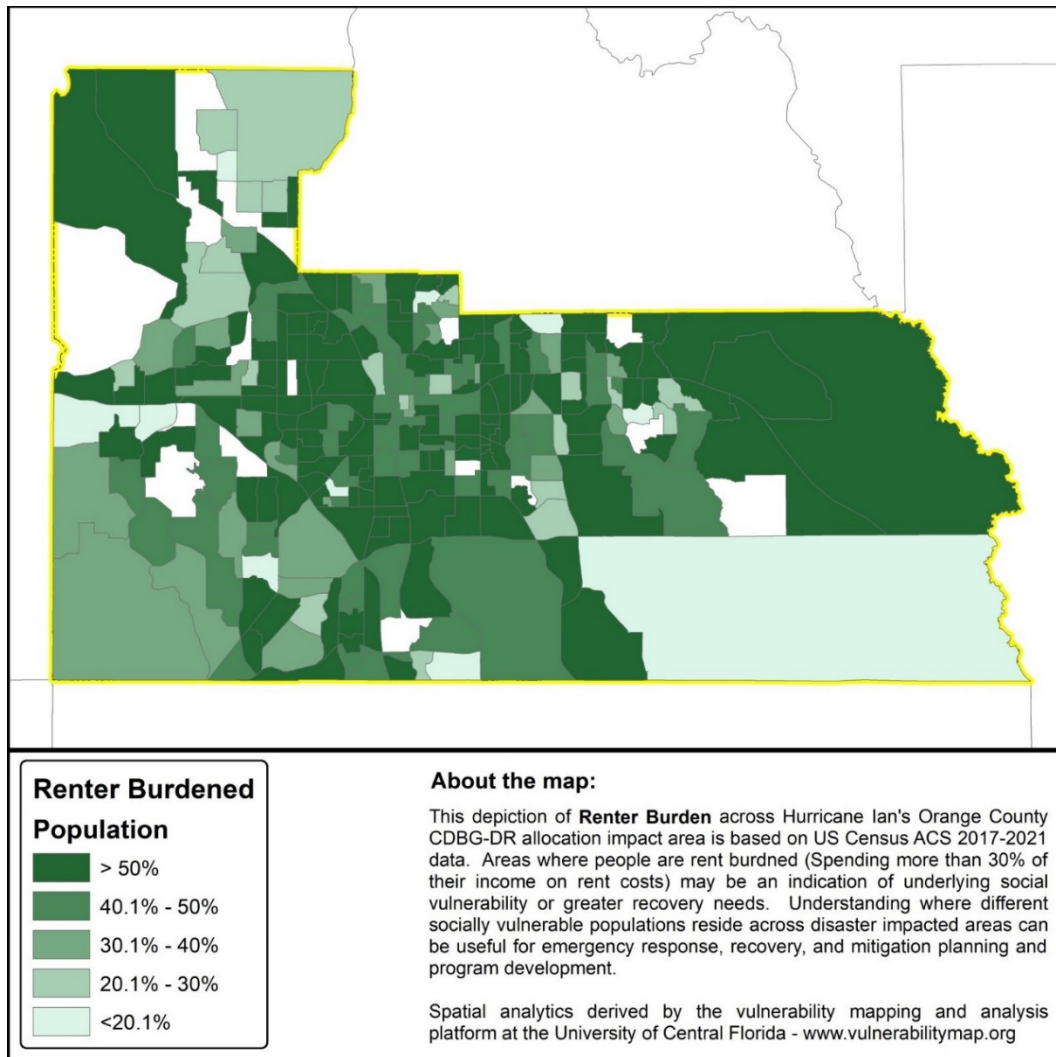 Renter Burdened
Population
> 50%
40.1% - 50%
30.1% - 40%
20.1% - 30%
<20.1%
About the map:
This depiction of Renter Burden across Hurricane Ian's Orange County
CDBG-DR allocation impact area is based on US Census ACS 2017-2021
data. Areas where people are rent burdned (Spending more than 30% of
their income on rent costs) may be an indication of underlying social
vulnerability or greater recovery needs. Understanding where different
socially vulnerable populations reside across disaster impacted areas can
be useful for emergency response, recovery, and mitigation planning and
program development.
Spatial analytics derived by the vulnerability mapping and analysis
platform at the University of Central Florida - www.vulnerabilitymap.org